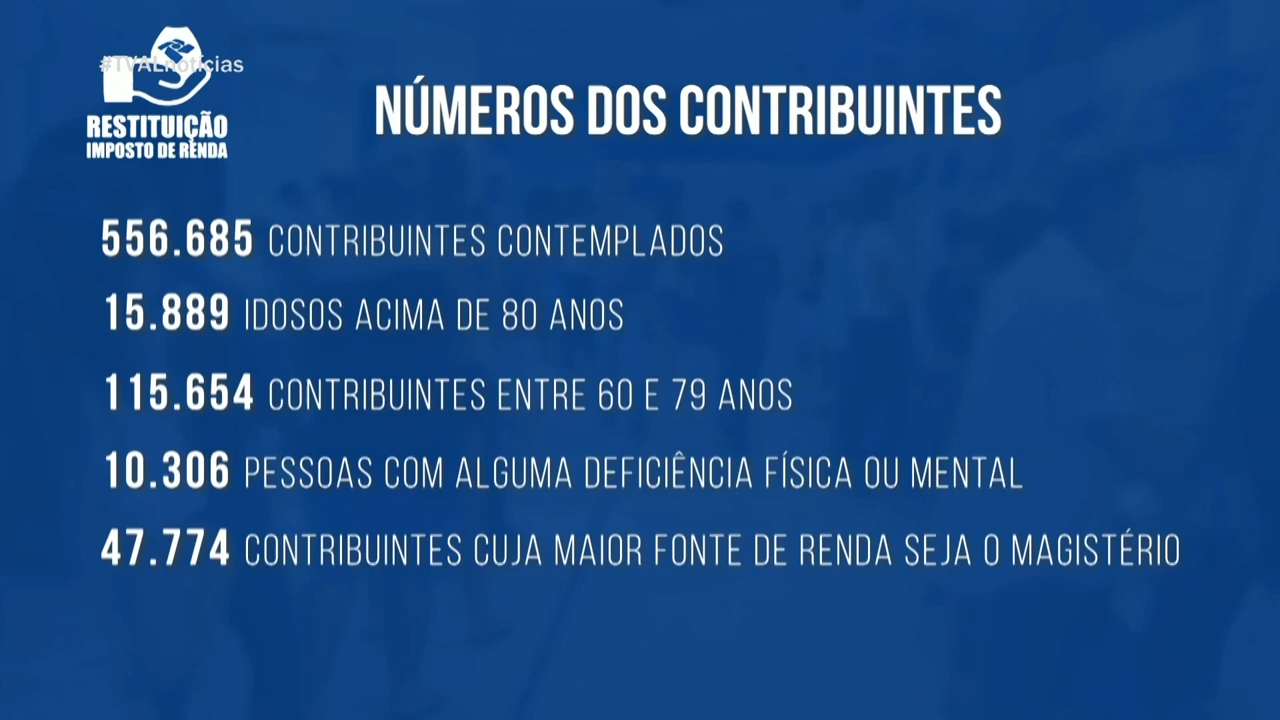 #TVALnotícias
RESTITUIÇÃO
IMPOSTO DE RENDA
NÚMEROS DOS CONTRIBUINTES
556.685 CONTRIBUINTES CONTEMPLADOS
15.889 IDOSOS ACIMA DE 80 ANOS
115.654 CONTRIBUINTES ENTRE 60 E 79 ANOS
10.306 PESSOAS COM ALGUMA DEFICIÊNCIA FÍSICA OU MENTAL
47.774 CONTRIBUINTES CUJA MAIOR FONTE DE RENDA SEJA O MAGISTÉRIO